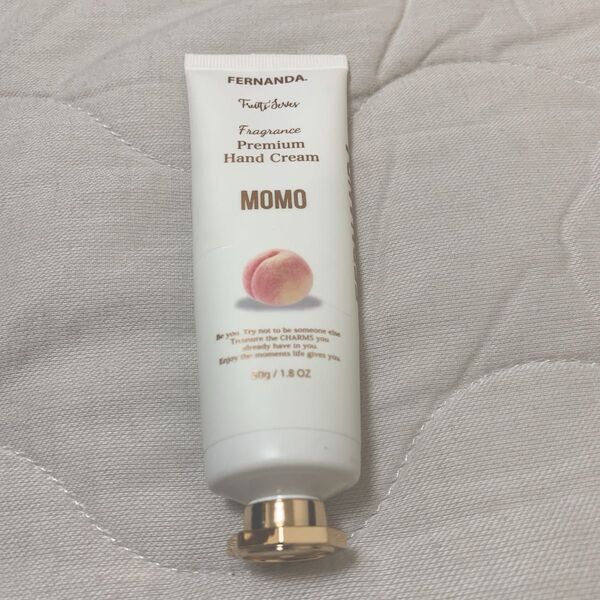 FERNANDA.
Fruits Series
Fragrance
Premium
Hand Cream
MOMO
Be you. Try not to be someone else.
Treasure the CHARMS you
already have in you.
Enjoy the moments life gives you.
50g / 1.8 OZ